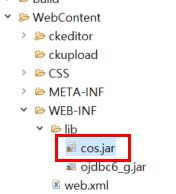 build
WebContent
ckeditor
ckupload
CSS
META-INF
WEB-INF
lib
cos.jar
ojdbc6_g.jar
web.xml